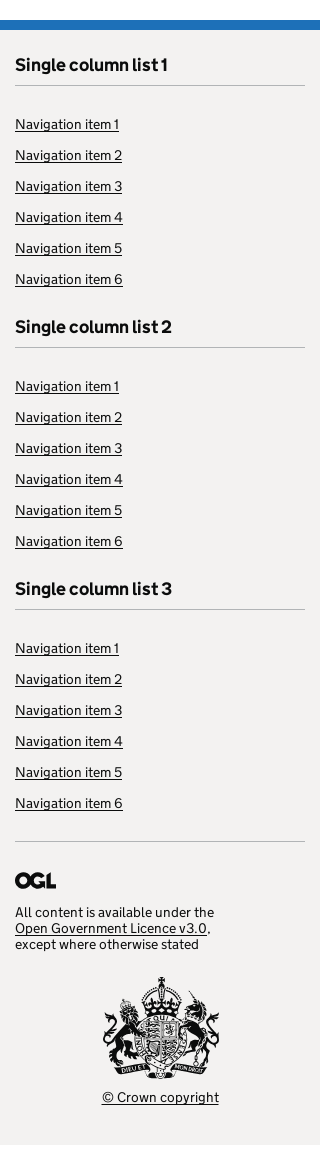 Single column list 1
Navigation item 1
Navigation item 2
Navigation item 3
Navigation item 4
Navigation item 5
Navigation item 6
Single column list 2
Navigation item 1
Navigation item 2
Navigation item 3
Navigation item 4
Navigation item 5
Navigation item 6
Single column list 3
Navigation item 1
Navigation item 2
Navigation item 3
Navigation item 4
Navigation item 5
Navigation item 6
OGL
All content is available under the
Open Government Licence v3.0,
except where otherwise stated
QUI
DIEU ET MON DROIT
© Crown copyright